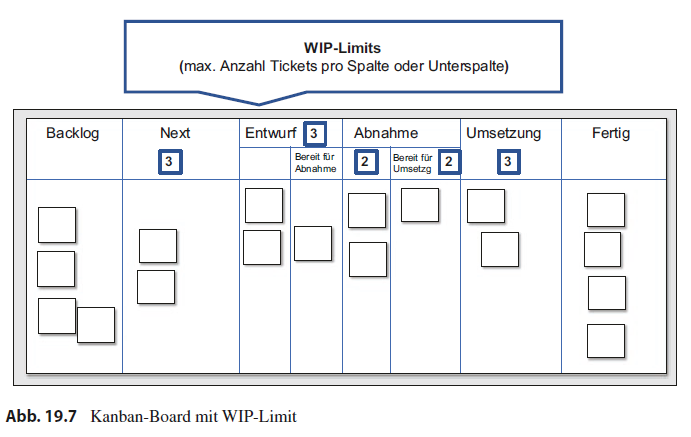 WIP-Limits
(max. Anzahl Tickets pro Spalte oder Unterspalte)
Backlog
Next
3
Entwurf 3
Bereit für
Abnahme
Abnahme
2
Bereit für
Umsetzg
2
Umsetzung
3
Fertig
Abb. 19.7 Kanban-Board mit WIP-Limit